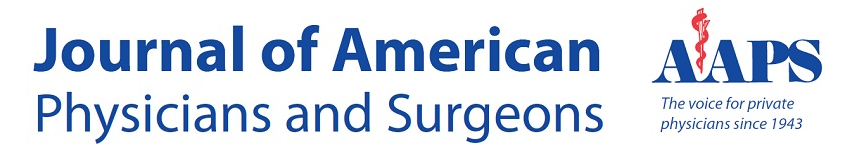 Journal of American
Physicians and Surgeons
AAPS
The voice for private
physicians since 1943